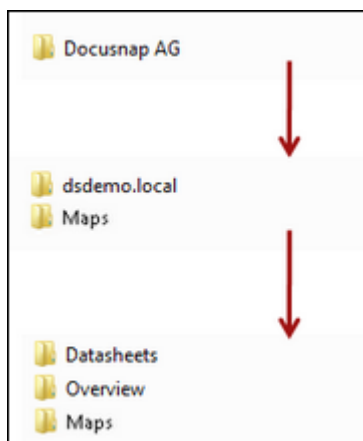 Docusnap AG
dsdemo.local
Maps
Datasheets
Overview
Maps